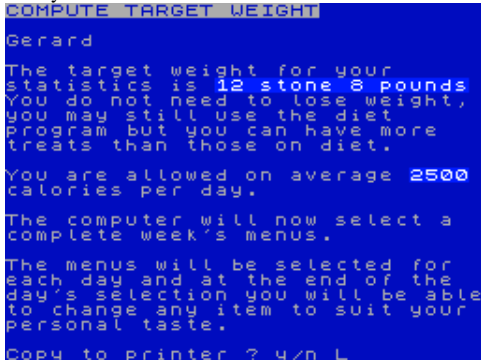 COMPUTE TARGET WEIGHT
Gerard
The target weight for your
statistics is 12 stone 8 pounds
You do not need to lose weight,
you may still use the diet
program but you can have more
treats than those on diet.
You are allowed on average 2500
calories per day.
The computer will now select a
complete week's menus.
The menus will be selected for
each day and at the end of the
day's selection you will be able
to change any item to suit your
personal taste.
Copy to printer ? y/n L